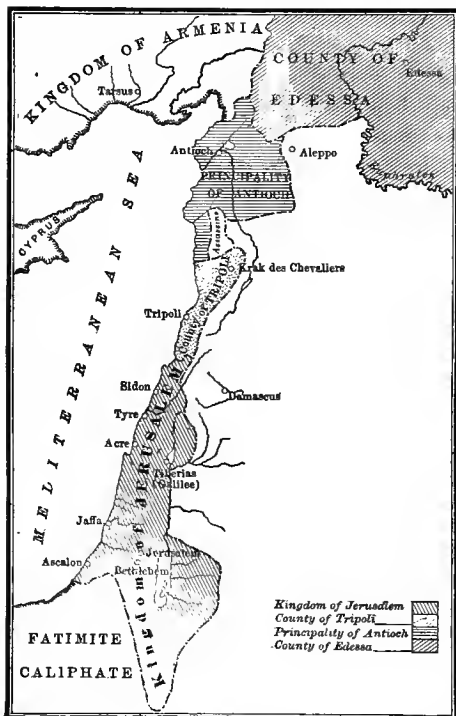 KINGDOM OF ARMENIA
COUNTY OF
EDESSA
Edessa
Tarsus
Antioch
Aleppo
PRINCIPALITY
OF ANTIOCH
Euphrates
CYPRUS
Assassins
MELITERRANEAN SEA
Krak des Chevaliers
County of TRIPOLI
Tripoli
Sidon
Damascus
Tyre
Acre
Tiberias
(Galilee)
Kingdom of JERUSALEM
Jaffa
Jerusalem
Ascalon
Bethlehem
FATIMITE
CALIPHATE
Kingdom of Jerusalem
County of Tripoli
Principality of Antioch
County of Edessa